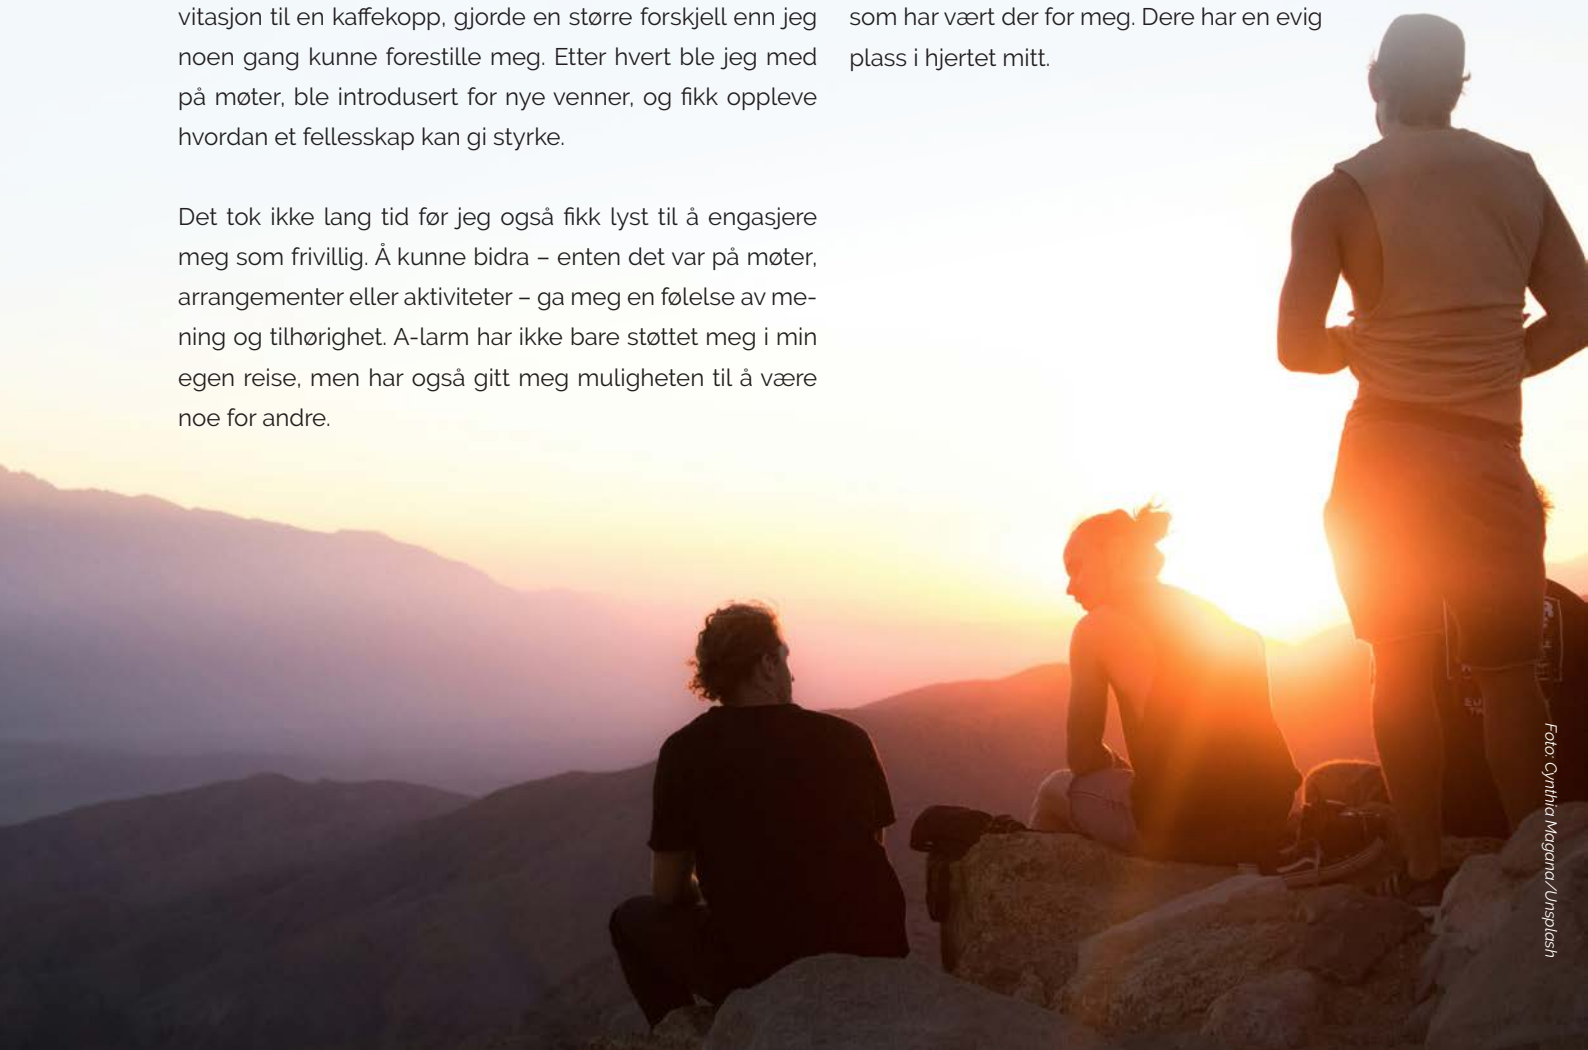 vitasjon til en kaffekopp, gjorde en større forskjell enn jeg
noen gang kunne forestille meg. Etter hvert ble jeg med
på møter, ble introdusert for nye venner, og fikk oppleve
hvordan et fellesskap kan gi styrke.
Det tok ikke lang tid før jeg også fikk lyst til å engasjere
meg som frivillig. Å kunne bidra – enten det var på møter,
arrangementer eller aktiviteter – ga meg en følelse av me-
ning og tilhørighet. A-larm har ikke bare støttet meg i min
egen reise, men har også gitt meg muligheten til å være
noe for andre.
som har vært der for meg. Dere har en evig
plass i hjertet mitt.
Foto: Cynthia Magana/Unsplash